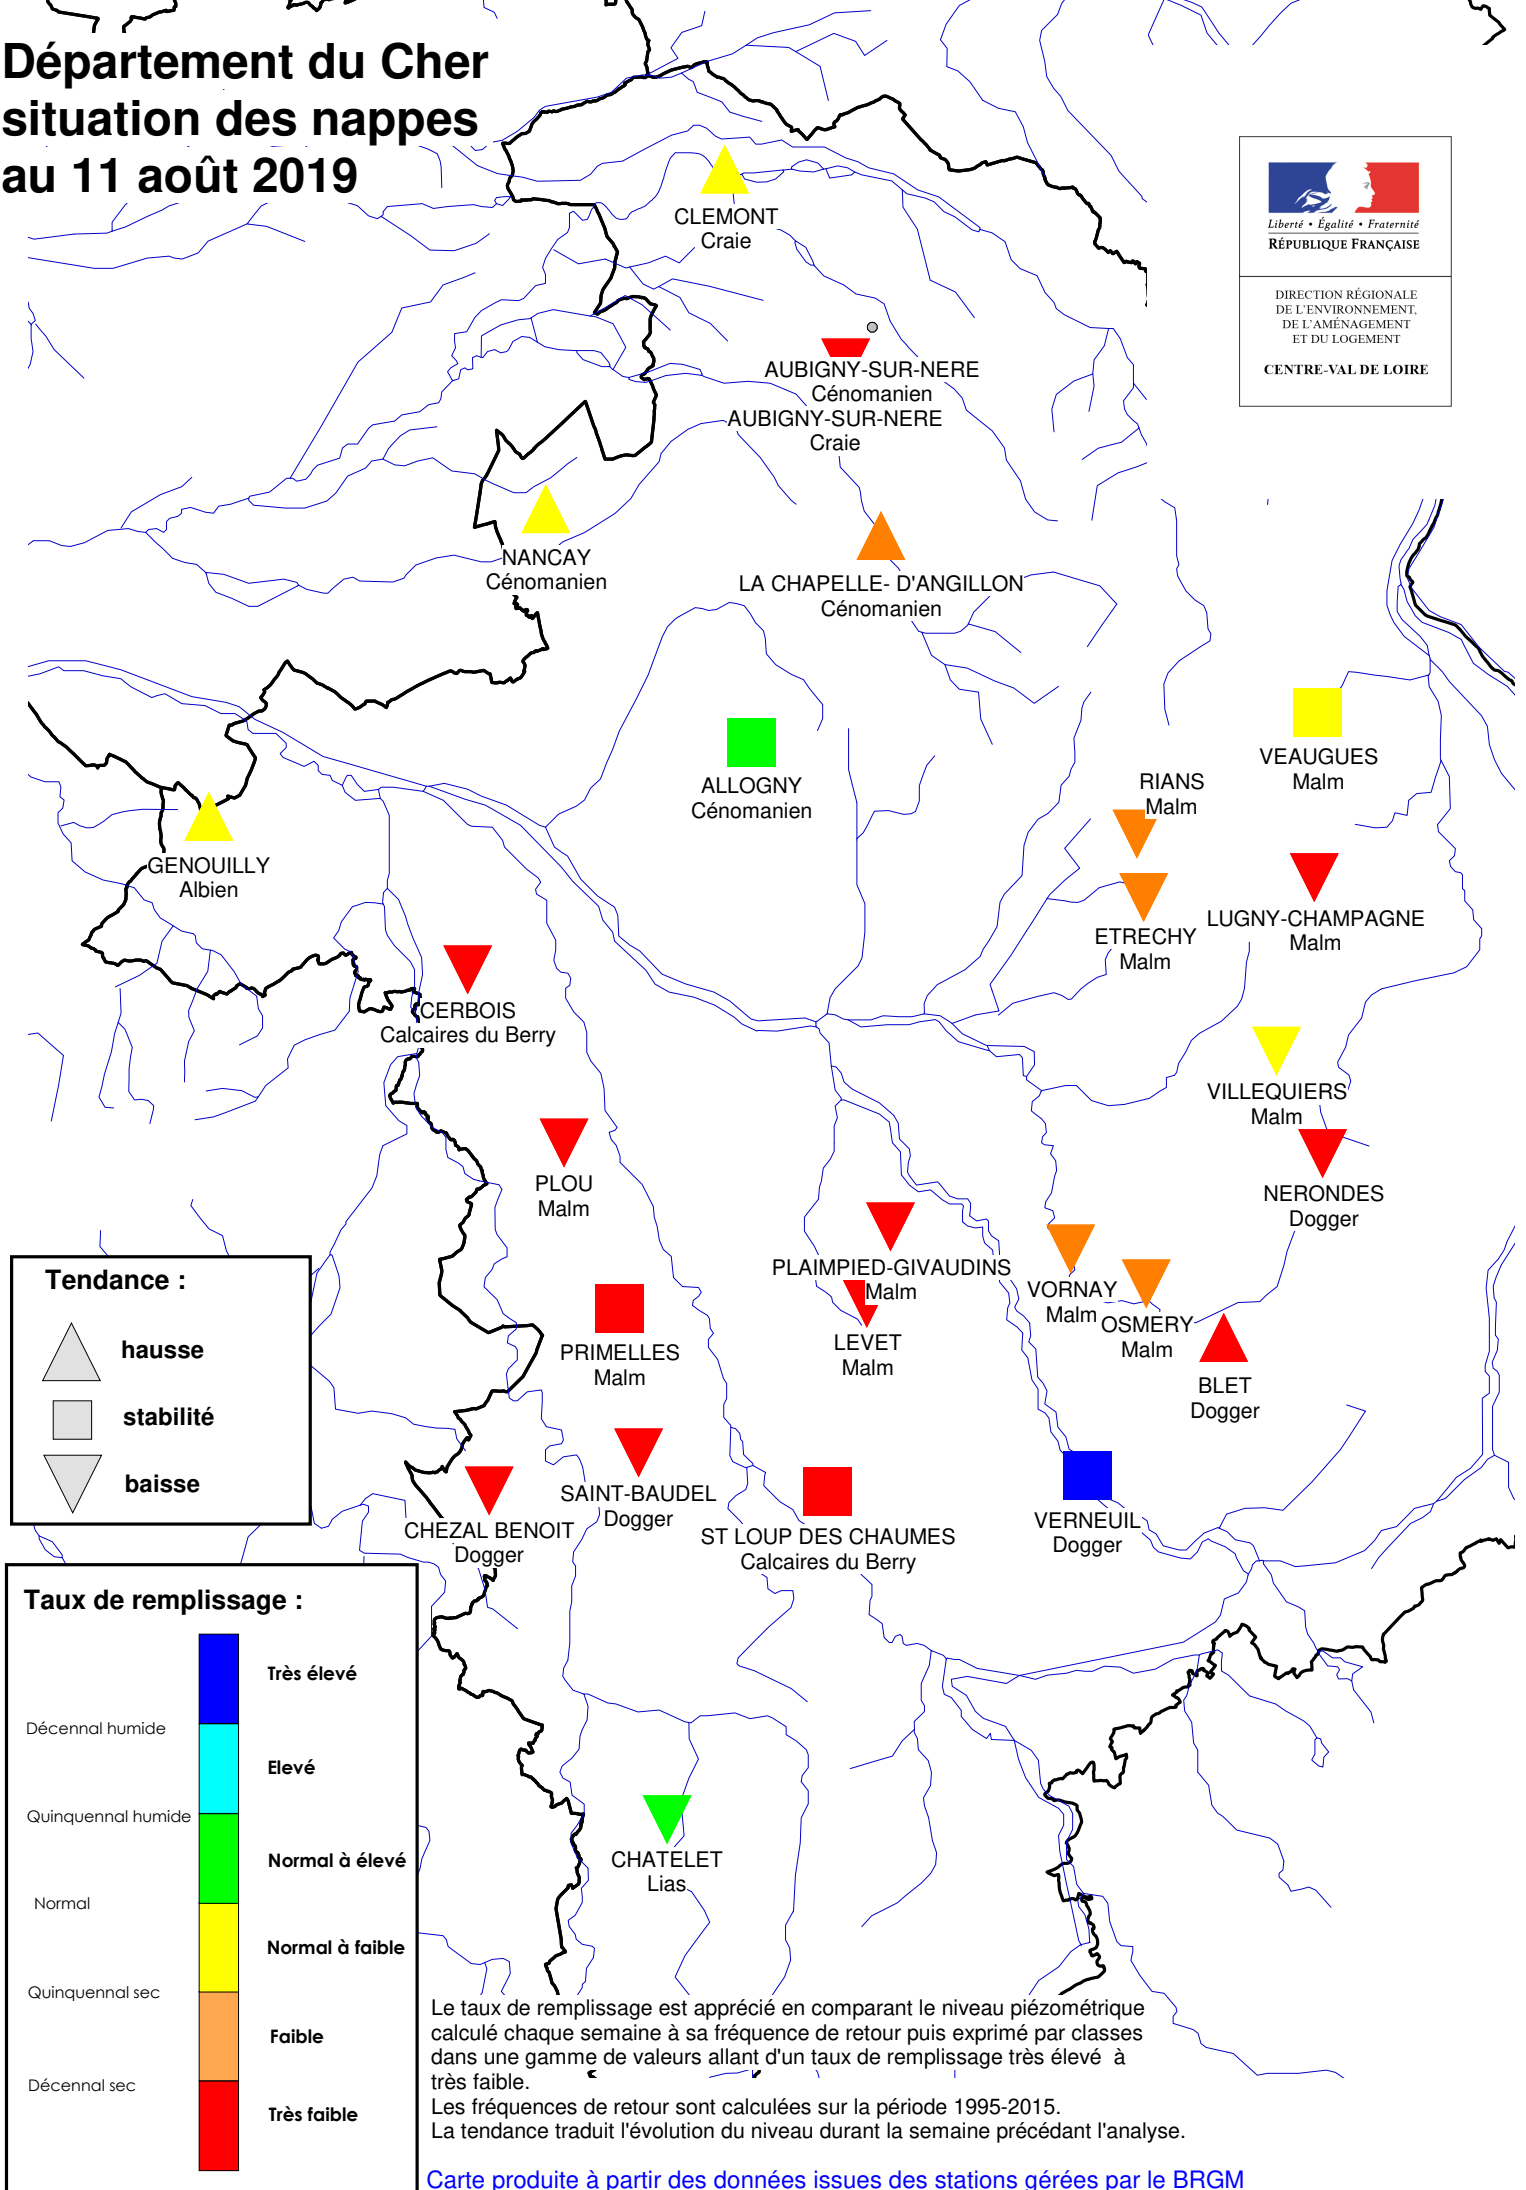 Département du Cher
situation des nappes
au 11 août 2019
Liberté • Égalité • Fraternité
RÉPUBLIQUE FRANÇAISE
DIRECTION RÉGIONALE
DE L'ENVIRONNEMENT,
DE L'AMÉNAGEMENT
ET DU LOGEMENT
CENTRE-VAL DE LOIRE
CLEMONT
Craie
AUBIGNY-SUR-NERE
Cénomanien
AUBIGNY-SUR-NERE
Craie
NANCAY
Cénomanien
LA CHAPELLE- D'ANGILLON
Cénomanien
VEAUGUES
Malm
ALLOGNY
Cénomanien
RIANS
Malm
GENOUILLY
Albien
LUGNY-CHAMPAGNE
Malm
ETRECHY
Malm
CERBOIS
Calcaires du Berry
VILLEQUIERS
Malm
PLOU
Malm
NERONDES
Dogger
PLAIMPIED-GIVAUDINS
Malm
VORNAY
Malm
OSMERY
Malm
LEVET
Malm
PRIMELLES
Malm
BLET
Dogger
SAINT-BAUDEL
Dogger
CHEZAL BENOIT
Dogger
ST LOUP DES CHAUMES
Calcaires du Berry
VERNEUIL
Dogger
CHATELET
Lias
Tendance :
hausse
stabilité
baisse
Taux de remplissage :
Très élevé
Décennal humide
Elevé
Quinquennal humide
Normal à élevé
Normal
Normal à faible
Quinquennal sec
Faible
Décennal sec
Très faible
Le taux de remplissage est apprécié en comparant le niveau piézométrique
calculé chaque semaine à sa fréquence de retour puis exprimé par classes
dans une gamme de valeurs allant d'un taux de remplissage très élevé à
très faible.
Les fréquences de retour sont calculées sur la période 1995-2015.
La tendance traduit l'évolution du niveau durant la semaine précédant l'analyse.
Carte produite à partir des données issues des stations gérées par le BRGM